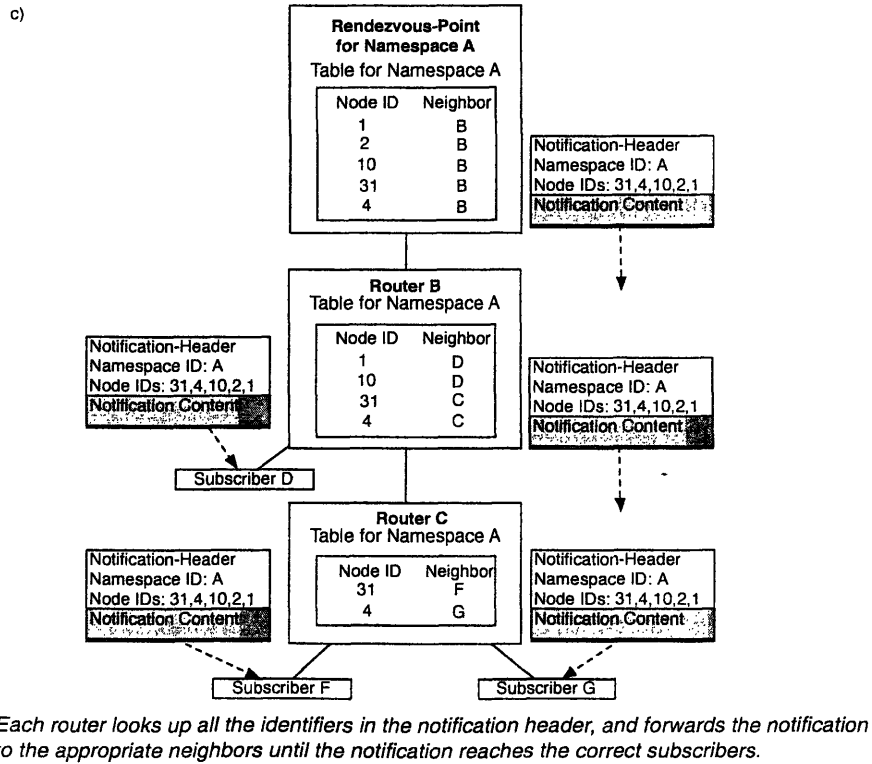 c)
Rendezvous-Point
for Namespace A
Table for Namespace A
Node ID Neighbor
1 B
2 B
10 B
31 B
4 B
Notification-Header
Namespace ID: A
Node IDs: 31,4,10,2,1
Notification Content
Router B
Table for Namespace A
Node ID Neighbor
1 D
10 D
31 C
4 C
Notification-Header
Namespace ID: A
Node IDs: 31,4,10,2,1
Notification Content
Notification-Header
Namespace ID: A
Node IDs: 31,4,10,2,1
Notification Content
Subscriber D
Router C
Table for Namespace A
Node ID Neighbor
31 F
4 G
Notification-Header
Namespace ID: A
Node IDs: 31,4,10,2,1
Notification Content
Notification-Header
Namespace ID: A
Node IDs: 31,4,10,2,1
Notification Content
Subscriber F
Subscriber G
Each router looks up all the identifiers in the notification header, and forwards the notification
to the appropriate neighbors until the notification reaches the correct subscribers.